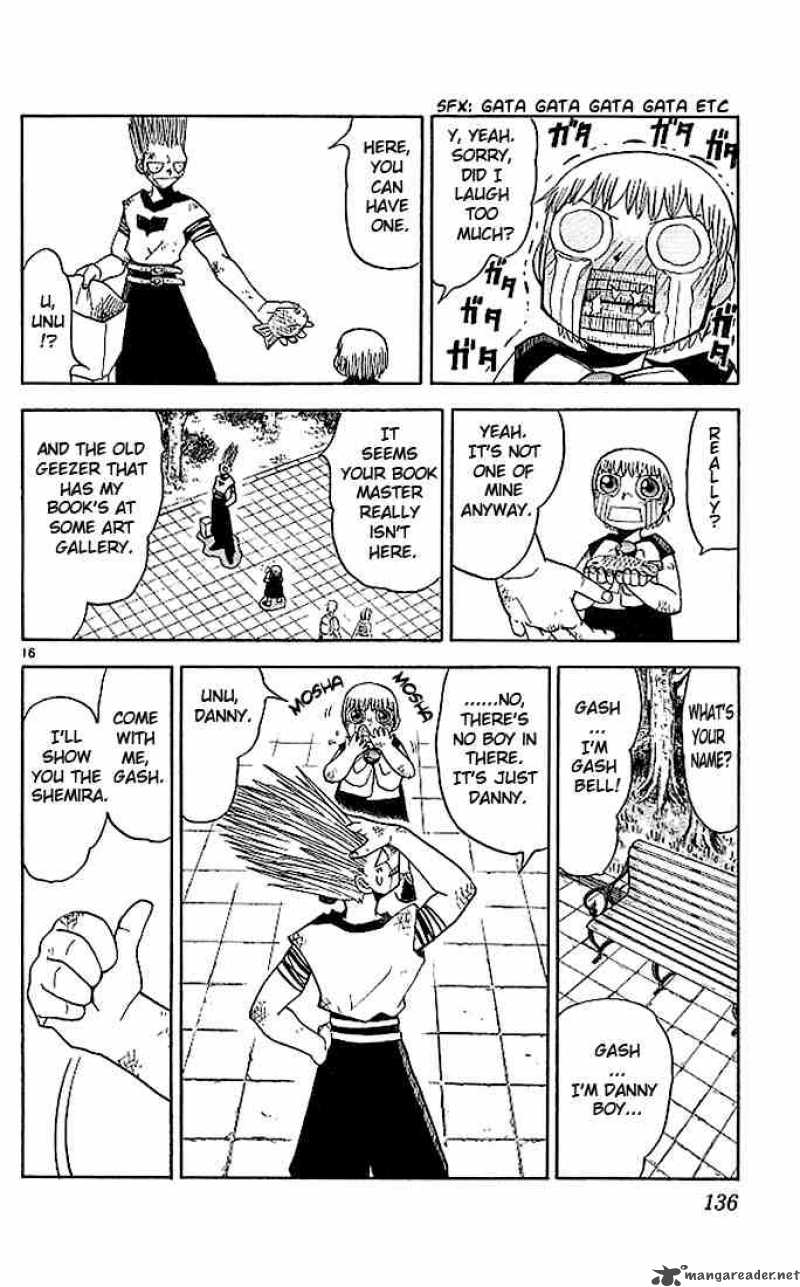 SFX: GATA GATA GATA GATA ETC
Y, YEAH.
SORRY,
DID I
LAUGH
TOO
MUCH?
ガタ
ガタ
ガタ
ガタ
ガタ
ガタ
ガタ
HERE,
YOU
CAN
HAVE
ONE.
U,
UNU
!?
REALLY?
YEAH.
IT'S NOT
ONE OF
MINE
ANYWAY.
IT
SEEMS
YOUR BOOK
MASTER
REALLY
ISN'T
HERE.
AND THE OLD
GEEZER THAT
HAS MY
BOOK'S AT
SOME ART
GALLERY.
16
WHAT'S
YOUR
NAME?
GASH
...
I'M
GASH
BELL!
GASH
...
I'M DANNY
BOY...
......NO,
THERE'S
NO BOY IN
THERE.
IT'S JUST
DANNY.
MOSHA
MOSHA
UNU,
DANNY.
COME
WITH
ME,
GASH.
I'LL
SHOW
YOU THE
SHEMIRA.
136
mangareader.net